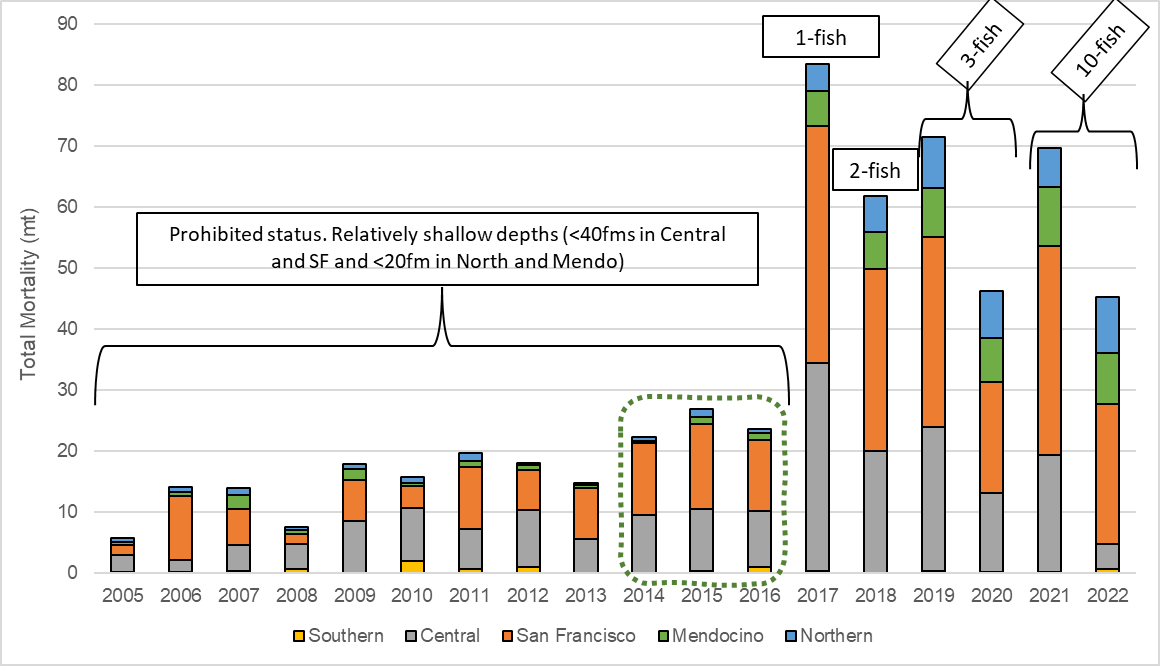 90
80
70
60
50
40
30
20
10
0
Total Mortality (mt)
1-fish
2-fish
3-fish
10-fish
Prohibited status. Relatively shallow depths (<40fms in Central
and SF and <20fm in North and Mendo)
2005 2006 2007 2008 2009 2010 2011 2012 2013 2014 2015 2016 2017 2018 2019 2020 2021 2022
Southern Central San Francisco Mendocino Northern